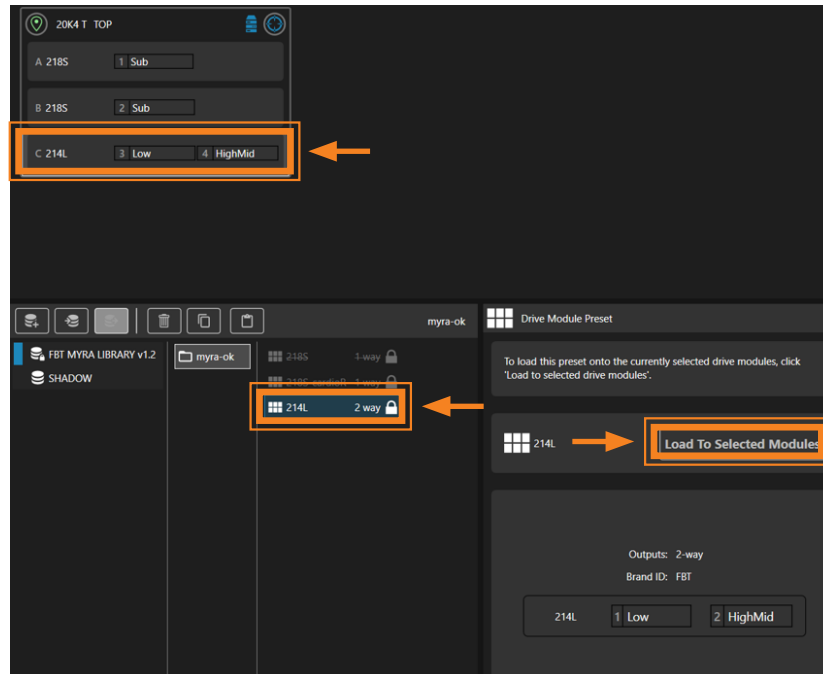 20K4 T TOP
A 218S 1 Sub
B 218S 2 Sub
C 214L 3 Low 4 HighMid
myra-ok
Drive Module Preset
FBT MYRA LIBRARY v1.2
SHADOW
myra-ok
218S 1-way
218S-cardioR 1-way
214L 2 way
To load this preset onto the currently selected drive modules, click
'Load to selected drive modules'.
214L Load To Selected Modules
Outputs: 2-way
Brand ID: FBT
214L 1 Low 2 HighMid